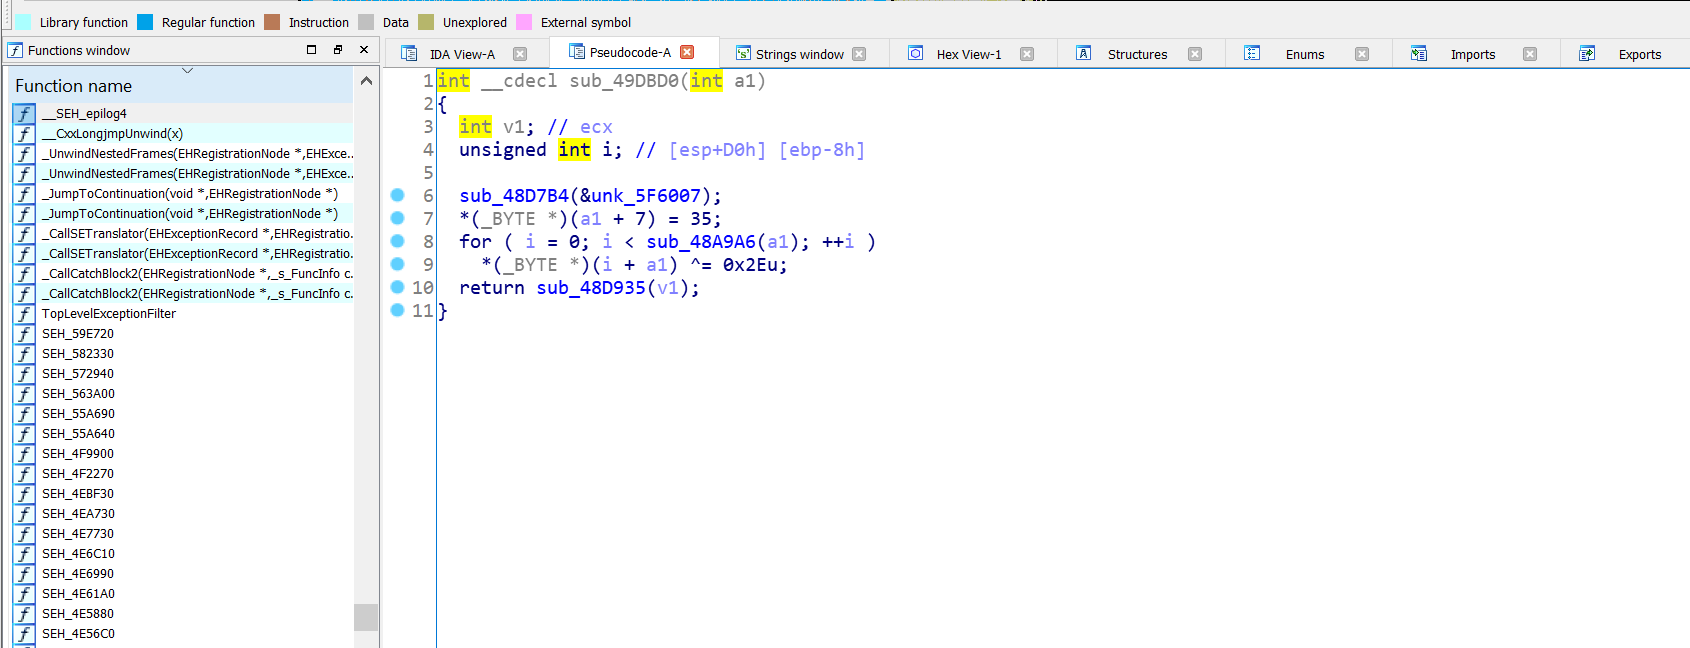 Library function Regular function Instruction Data Unexplored External symbol
Functions window
Function name
__SEH_epilog4
__CxxLongjmpUnwind(x)
_UnwindNestedFrames(EHRegistrationNode *,EHExce..
_UnwindNestedFrames(EHRegistrationNode *,EHExce..
_JumpToContinuation(void *,EHRegistrationNode *)
_JumpToContinuation(void *,EHRegistrationNode *)
_CallSETranslator(EHExceptionRecord *,EHRegistratio.
_CallSETranslator(EHExceptionRecord *,EHRegistratio.
_CallCatchBlock2(EHRegistrationNode *,_s_FuncInfo c.
_CallCatchBlock2(EHRegistrationNode *,_s_FuncInfo c.
TopLevelExceptionFilter
SEH_59E720
SEH_582330
SEH_572940
SEH_563A00
SEH_55A690
SEH_55A640
SEH_4F9900
SEH_4F2270
SEH_4EBF30
SEH_4EA730
SEH_4E7730
SEH_4E6C10
SEH_4E6990
SEH_4E61A0
SEH_4E5880
SEH_4E56C0
IDA View-A Pseudocode-A Strings window Hex View-1 Structures Enums Imports Exports
1 int __cdecl sub_49DBD0(int a1)
2 {
3 int v1; // ecx
4 unsigned int i; // [esp+D0h] [ebp-8h]
5
6 sub_48D7B4(&unk_5F6007);
7 *(_BYTE *)(a1 + 7) = 35;
8 for ( i = 0; i < sub_48A9A6(a1); ++i )
9 *(_BYTE *)(i + a1) ^= 0x2Eu;
10 return sub_48D935(v1);
11 }